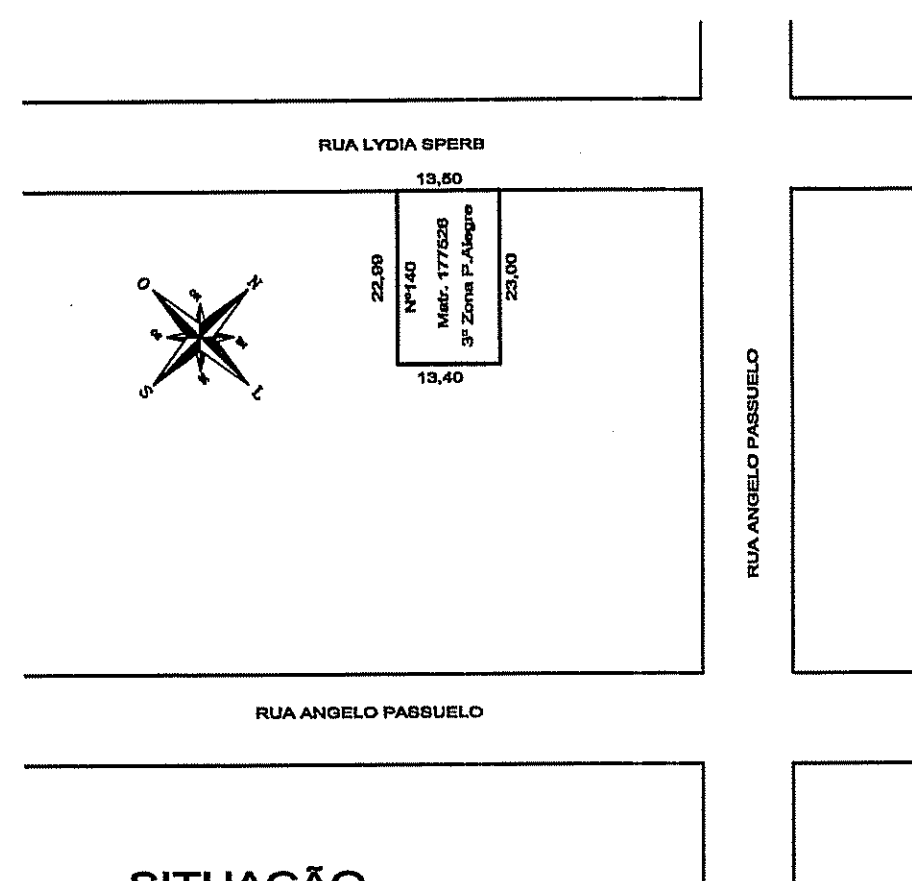 RUA LYDIA SPERB
13,50
22,99
Nº140
Matr. 177526
3ª Zona P.Alegre
23,00
13,40
O
N
S
L
RUA ANGELO PASSUELO
RUA ANGELO PASSUELO
SITUAÇÃO